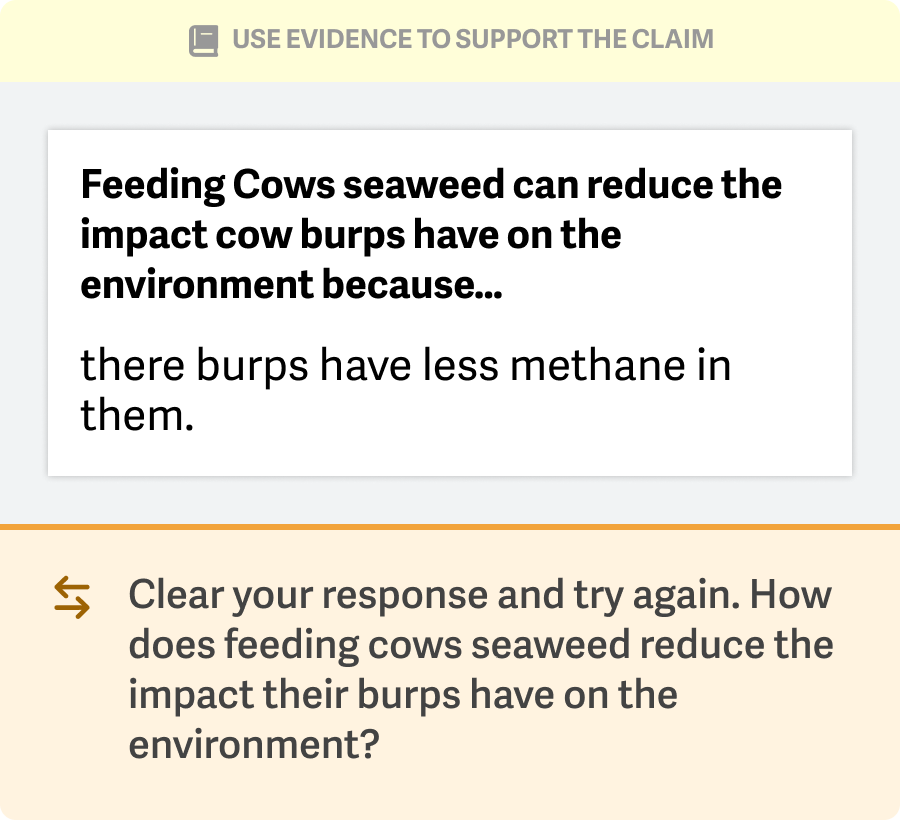 USE EVIDENCE TO SUPPORT THE CLAIM
Feeding Cows seaweed can reduce the
impact cow burps have on the
environment because...
there burps have less methane in
them.
Clear your response and try again. How
does feeding cows seaweed reduce the
impact their burps have on the
environment?